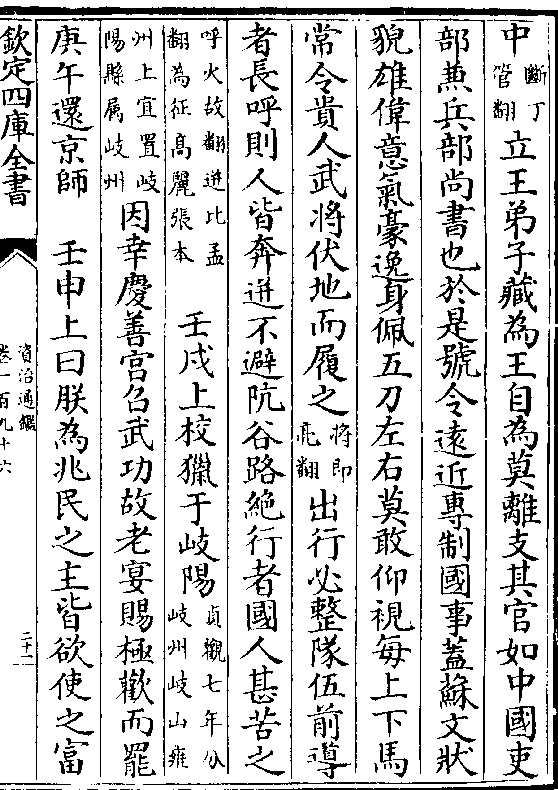 中斷丁管翻立王弟子藏為王自為莫離支其官如中國吏
部兼兵部尚書也於是號令遠近專制國事蓋蘇文狀
貌雄偉意氣豪逸身佩五刀左右莫敢仰視每上下馬
常令貴人武將伏地而履之將即亮翻出行必整隊伍前導
者長呼則人皆奔迸不避阬谷路絶行者國人甚苦之
呼火故翻迸比孟翻為征高麗張本 壬戌上校獵于岐陽貞觀七年分岐州岐山雍
州上宜置岐陽縣属岐州因幸慶善宮召武功故老宴賜極歡而罷
庚午還京師 壬申上曰朕為兆民之主皆欲使之富
欽定四庫全書
資治通鑑
卷一百九十六
二十一